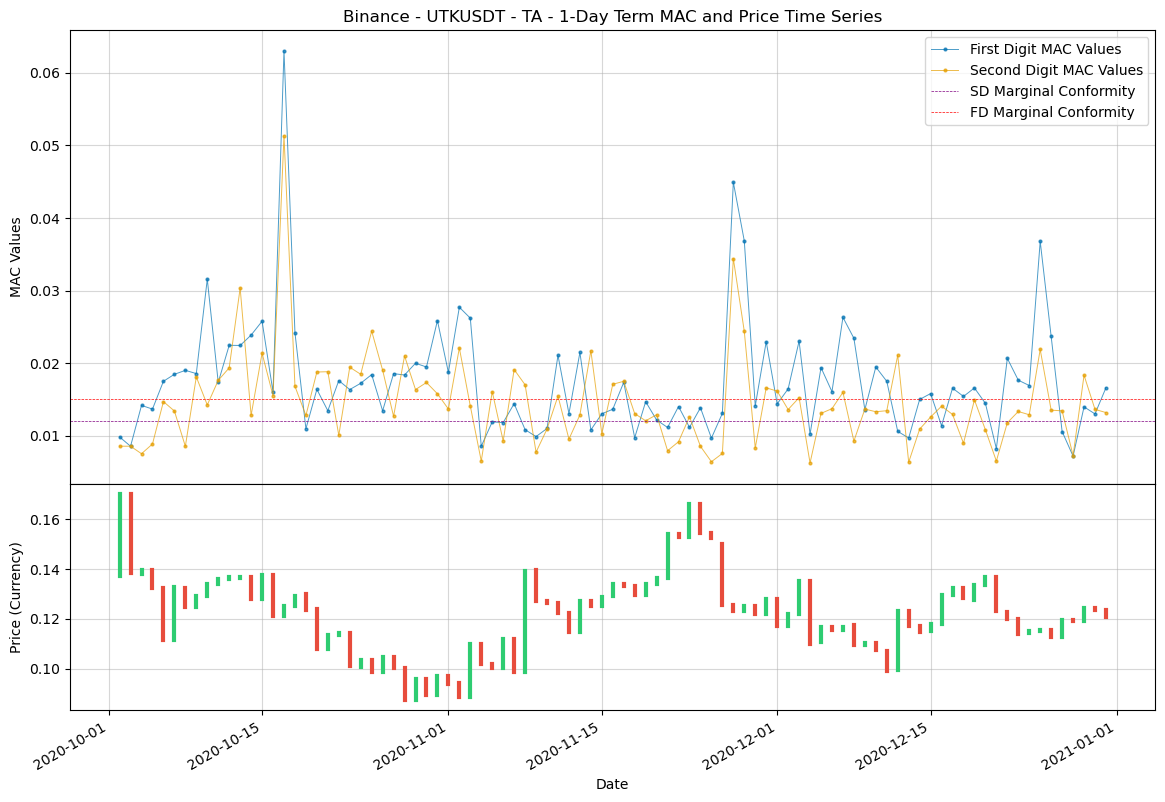 Binance - UTKUSDT - TA - 1-Day Term MAC and Price Time Series
First Digit MAC Values
Second Digit MAC Values
SD Marginal Conformity
FD Marginal Conformity
MAC Values
0.06
0.05
0.04
0.03
0.02
0.01
Price (Currency)
0.16
0.14
0.12
0.10
2020-10-01
2020-10-15
2020-11-01
2020-11-15
2020-12-01
2020-12-15
2021-01-01
Date